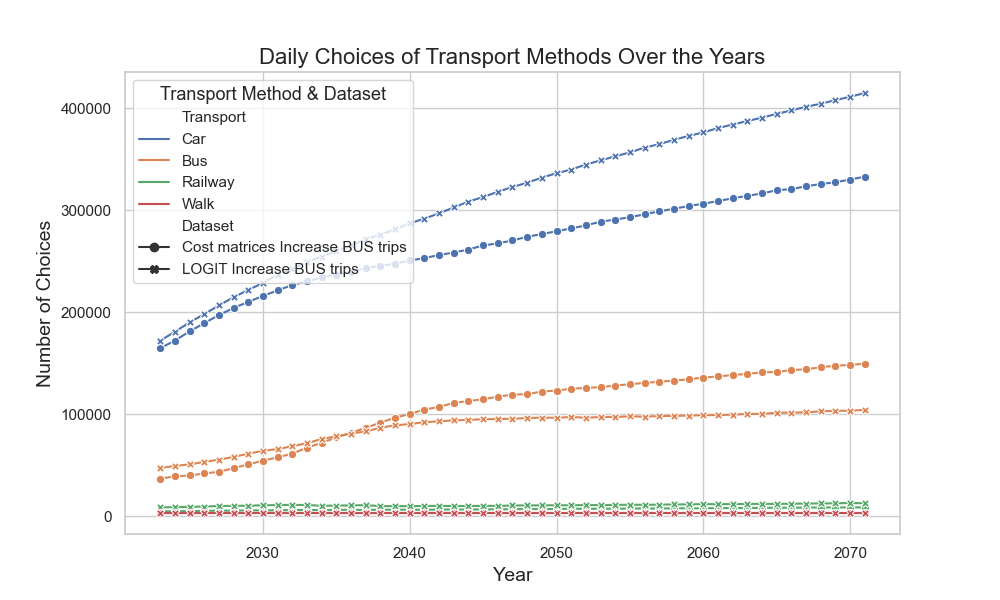 Daily Choices of Transport Methods Over the Years
Transport Method & Dataset
Transport
Car
Bus
Railway
Walk
Dataset
Cost matrices Increase BUS trips
LOGIT Increase BUS trips
Number of Choices
400000
300000
200000
100000
0
2030 2040 2050 2060 2070
Year